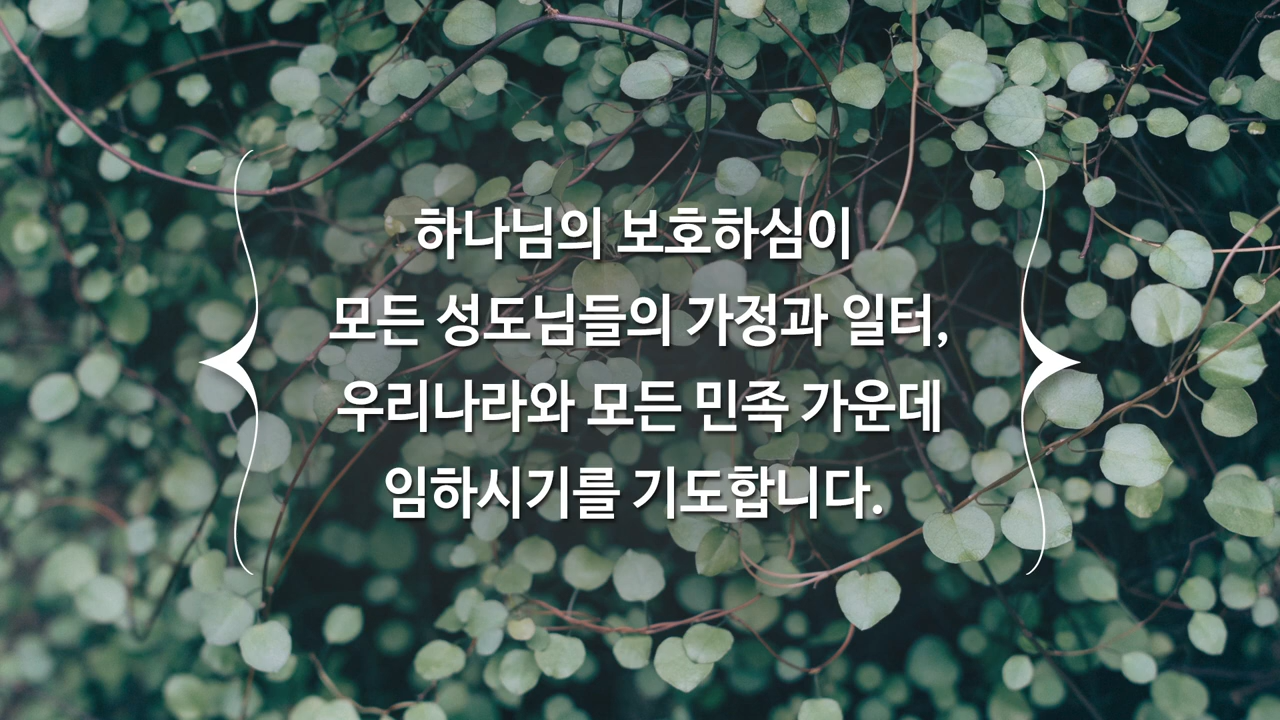 하나님의 보호하심이
모든 성도님들의 가정과 일터,
우리나라와 모든 민족 가운데
임하시기를 기도합니다.